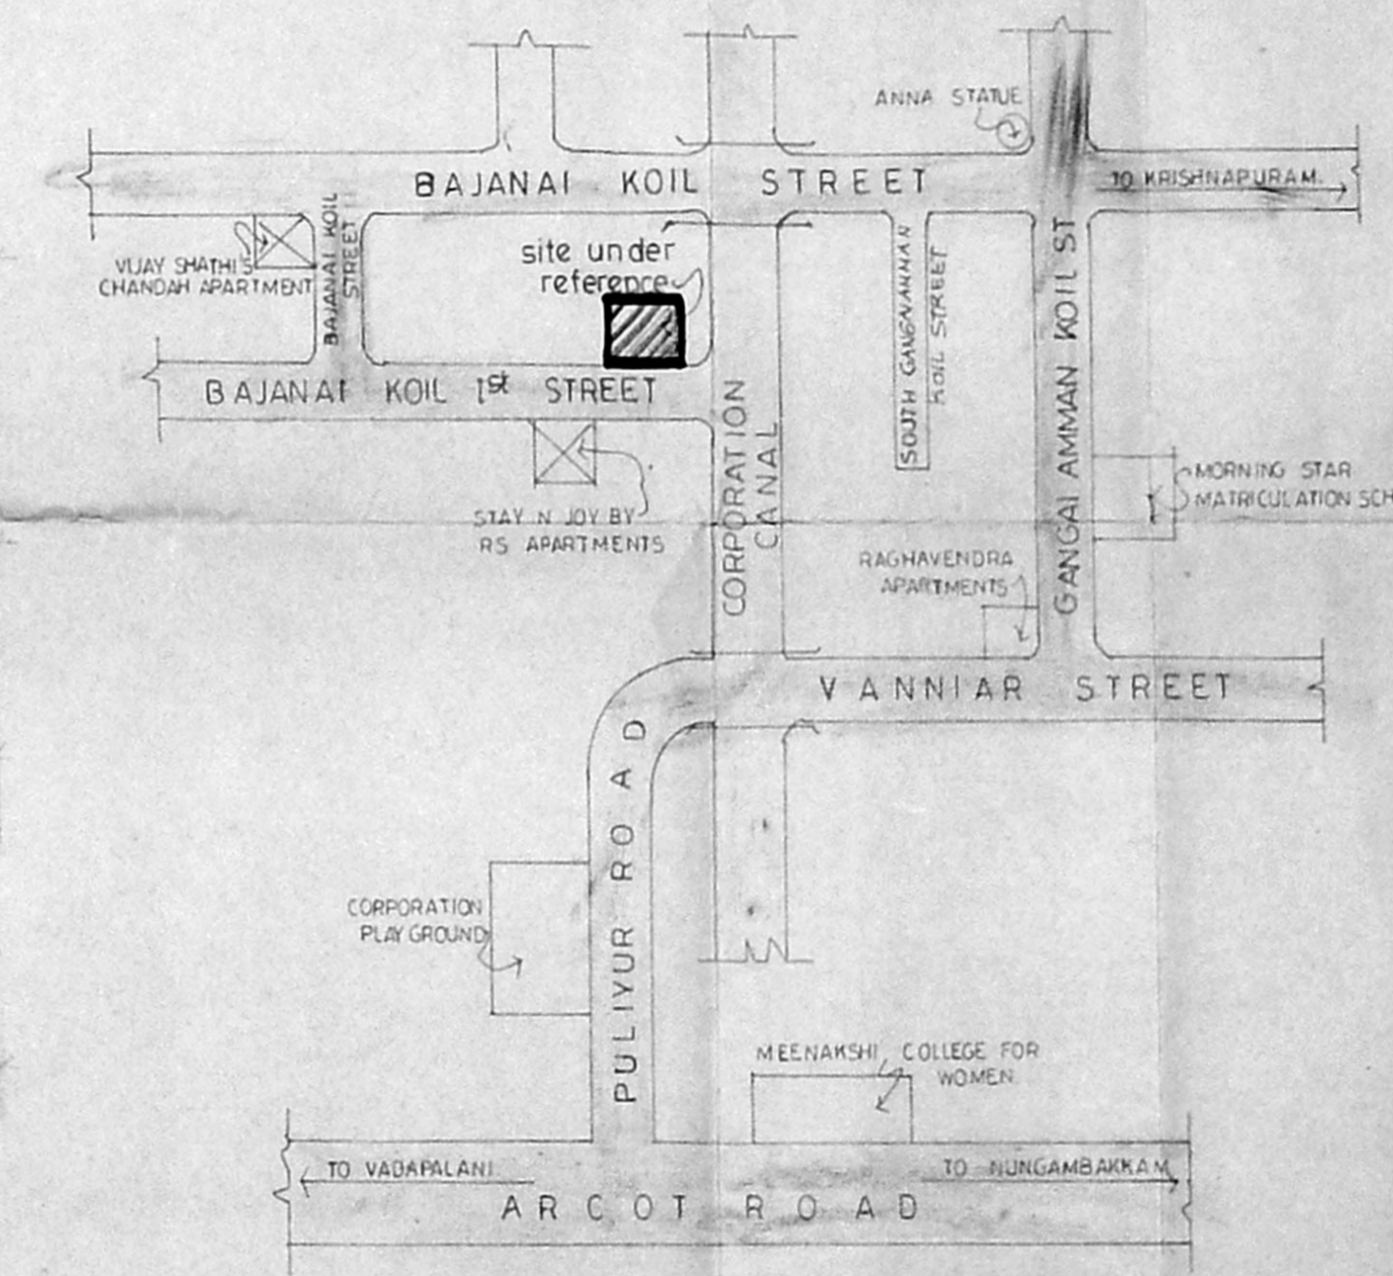 ANNA STATUE
BAJANAI KOIL STREET
TO KRISHNAPURAM.
BAJANAI KOIL
STREET
VIJAY SHATHI'S
CHANDAH APARTMENT
site under
reference
SOUTH GANGAIAMMAN
KOIL STREET
GANGAI AMMAN KOIL ST
BAJANAI KOIL 1st STREET
CORPORATION
CANAL
MORNING STAR
MATRICULATION SCH
STAY N JOY BY
RS APARTMENTS
RAGHAVENDRA
APARTMENTS
VANNIAR STREET
PULIYUR ROAD
CORPORATION
PLAY GROUND
MEENAKSHI COLLEGE FOR
WOMEN
TO VADAPALANI
TO NUNGAMBAKKAM
ARCOT ROAD